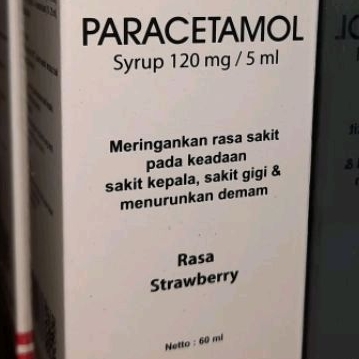 PARACETAMOL
Syrup 120 mg / 5 ml
Meringankan rasa sakit
pada keadaan
sakit kepala, sakit gigi &
menurunkan demam
Rasa
Strawberry
Netto : 60 ml